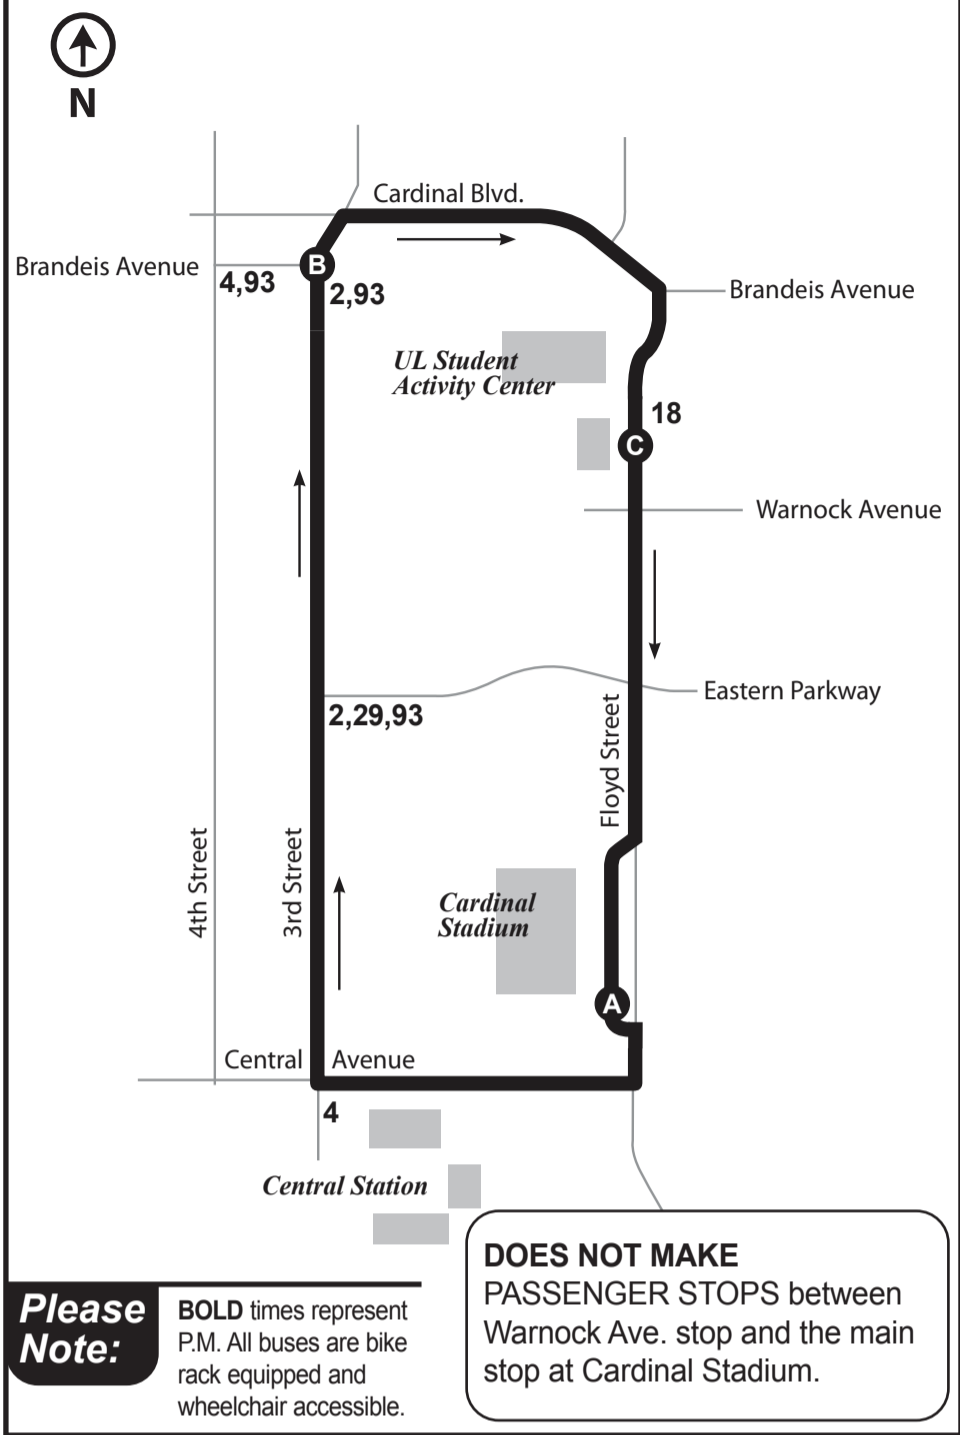 N
Cardinal Blvd.
Brandeis Avenue
B
4,93
2,93
Brandeis Avenue
UL Student
Activity Center
18
C
Warnock Avenue
Eastern Parkway
2,29,93
Floyd Street
4th Street
3rd Street
Cardinal
Stadium
A
Central Avenue
4
Central Station
DOES NOT MAKE
PASSENGER STOPS between
Warnock Ave. stop and the main
stop at Cardinal Stadium.
Please
Note:
BOLD times represent
P.M. All buses are bike
rack equipped and
wheelchair accessible.